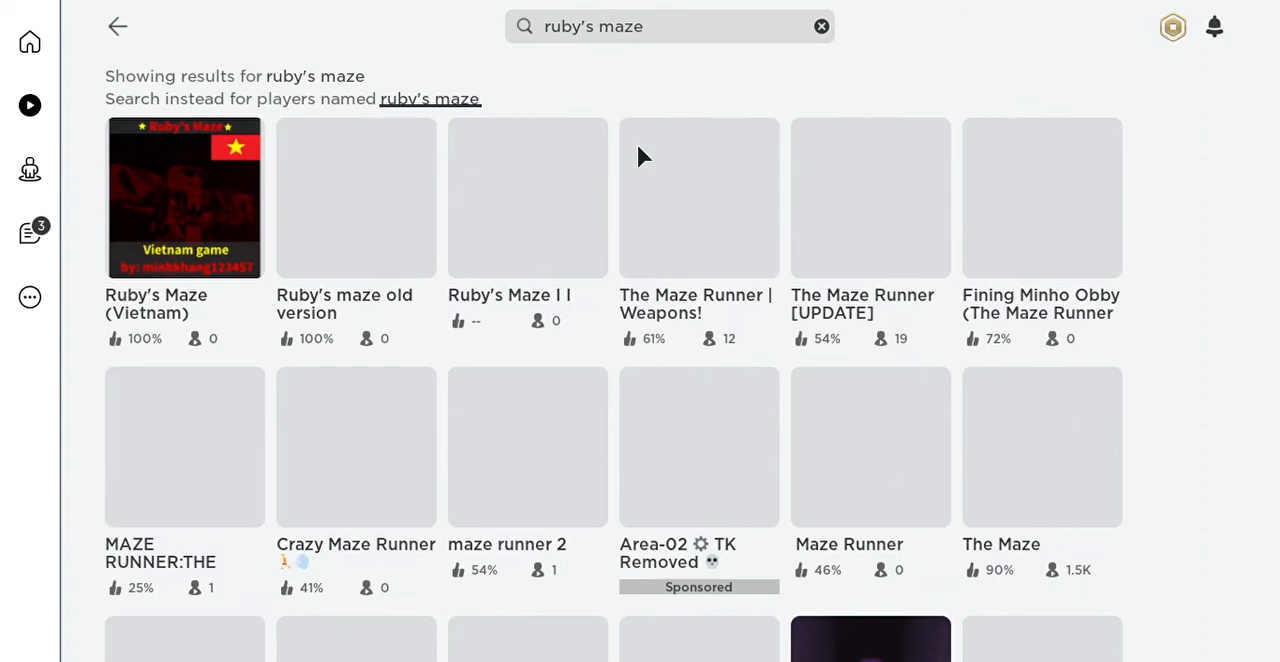 ruby's maze
3
Showing results for ruby's maze
Search instead for players named ruby's maze
★ Ruby's Maze ★
Vietnam game
by: minhkhang123457
Ruby's Maze
(Vietnam)
100% 0
Ruby's maze old
version
100% 0
Ruby's Maze I I
-- 0
The Maze Runner |
Weapons!
61% 12
The Maze Runner
[UPDATE]
54% 19
Fining Minho Obby
(The Maze Runner
72% 0
MAZE
RUNNER:THE
25% 1
Crazy Maze Runner
🏃💨
41% 0
maze runner 2
54% 1
Area-02 ⚙️ TK
Removed 💀
Sponsored
Maze Runner
46% 0
The Maze
90% 1.5K